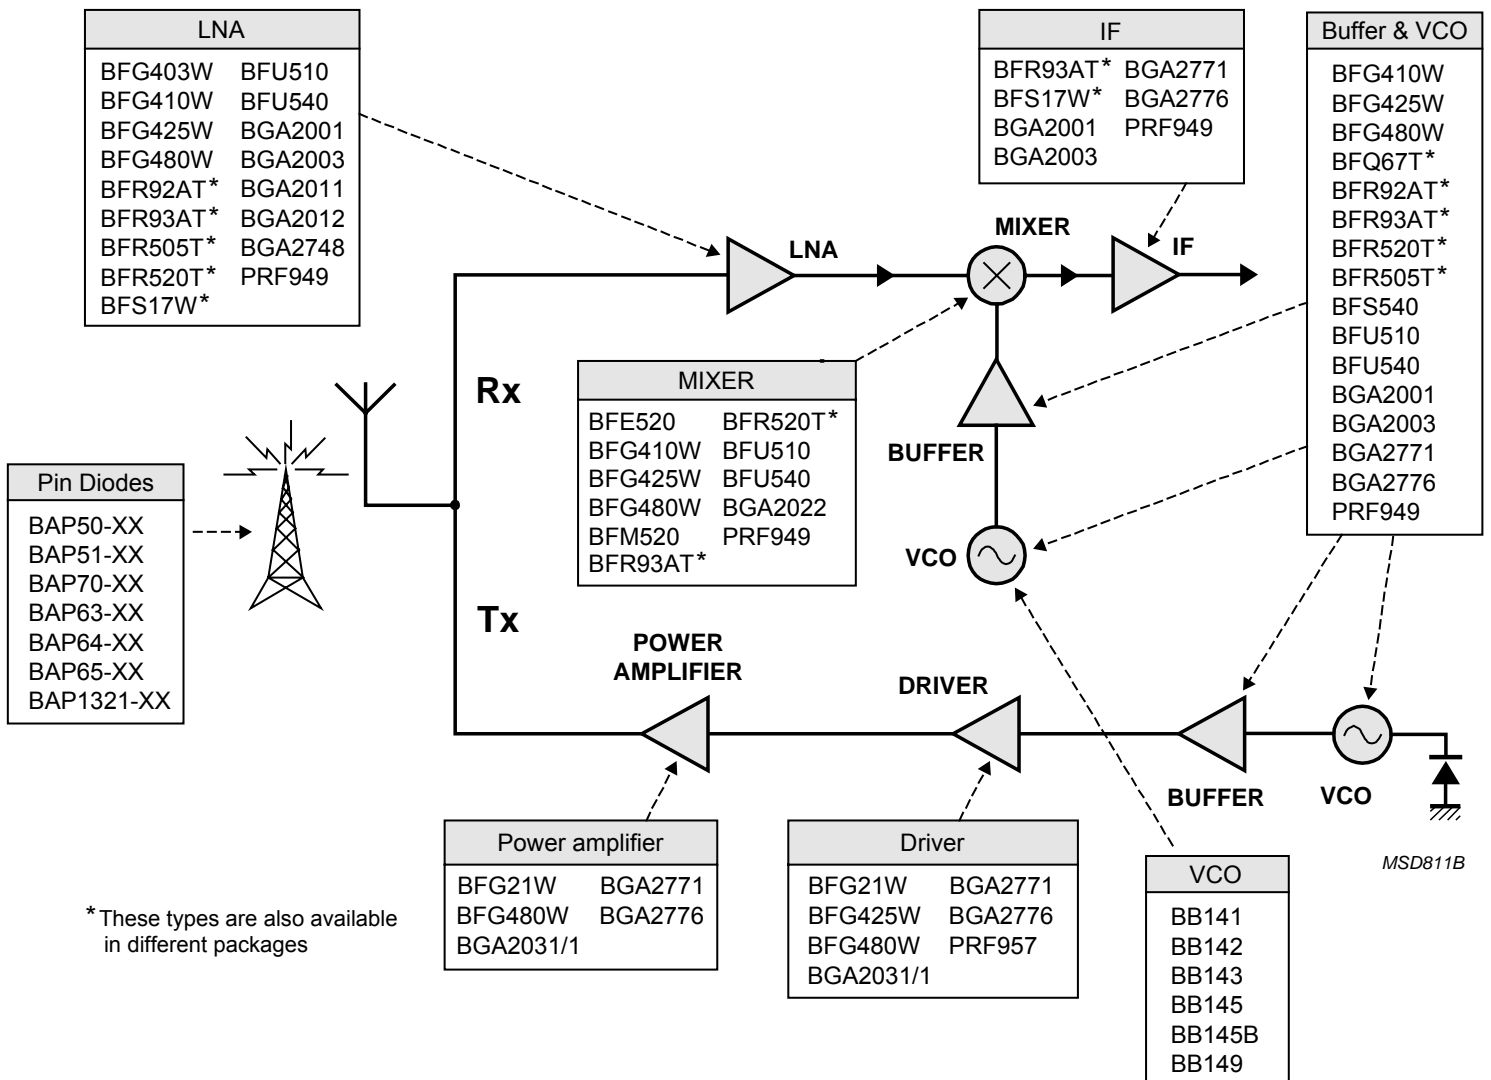 LNA
BFG403W BFU510
BFG410W BFU540
BFG425W BGA2001
BFG480W BGA2003
BFR92AT* BGA2011
BFR93AT* BGA2012
BFR505T* BGA2748
BFR520T* PRF949
BFS17W*
IF
BFR93AT* BGA2771
BFS17W* BGA2776
BGA2001 PRF949
BGA2003
Buffer & VCO
BFG410W
BFG425W
BFG480W
BFQ67T*
BFR92AT*
BFR93AT*
BFR520T*
BFR505T*
BFS540
BFU510
BFU540
BGA2001
BGA2003
BGA2771
BGA2776
PRF949
LNA
MIXER
IF
Rx
MIXER
BFE520 BFR520T*
BFG410W BFU510
BFG425W BFU540
BFG480W BGA2022
BFM520 PRF949
BFR93AT*
BUFFER
VCO
Pin Diodes
BAP50-XX
BAP51-XX
BAP70-XX
BAP63-XX
BAP64-XX
BAP65-XX
BAP1321-XX
Tx
POWER
AMPLIFIER
DRIVER
BUFFER
VCO
Power amplifier
BFG21W BGA2771
BFG480W BGA2776
BGA2031/1
Driver
BFG21W BGA2771
BFG425W BGA2776
BFG480W PRF957
BGA2031/1
VCO
BB141
BB142
BB143
BB145
BB145B
BB149
MSD811B
*These types are also available
in different packages